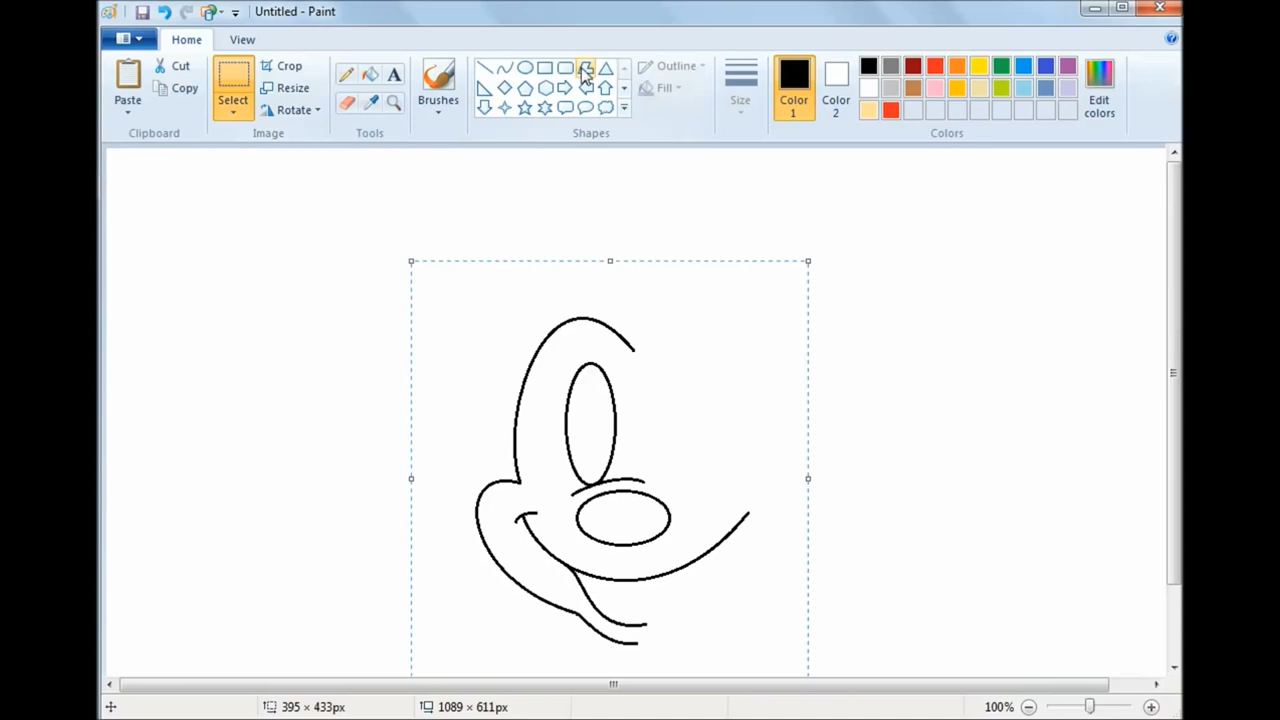 Untitled - Paint
Home View
Paste
Cut
Copy
Clipboard
Select
Crop
Resize
Rotate
Image
A
Tools
Brushes
Shapes
Outline
Fill
Size
Color 1
Color 2
Edit colors
Colors
395 × 433px
1089 × 611px
100%